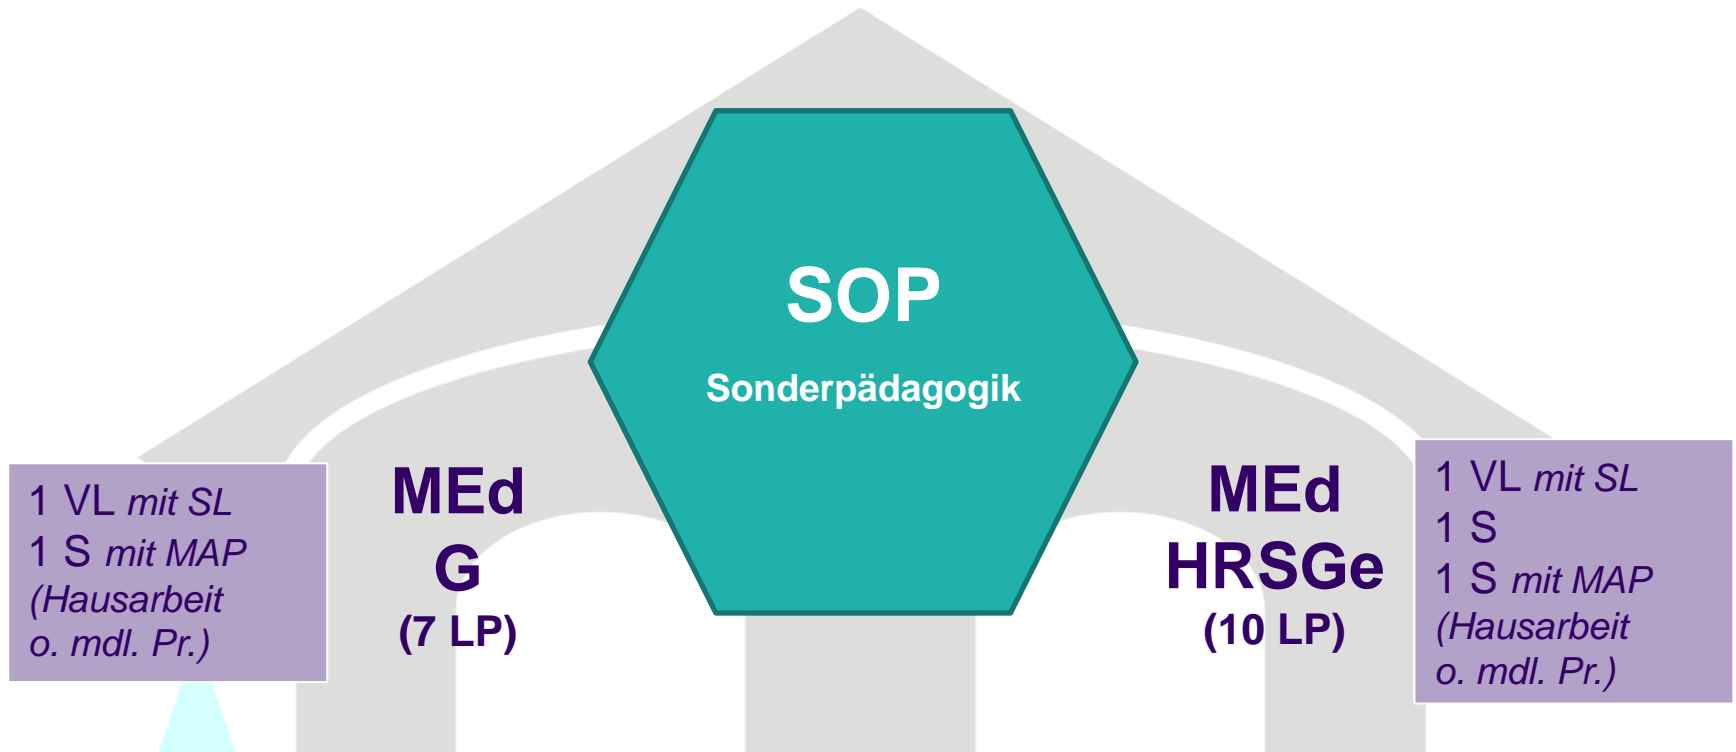 SOP
Sonderpädagogik
MEd
G
(7 LP)
1 VL mit SL
1 S mit MAP
(Hausarbeit
o. mdl. Pr.)
MEd
HRSGe
(10 LP)
1 VL mit SL
1 S
1 S mit MAP
(Hausarbeit
o. mdl. Pr.)